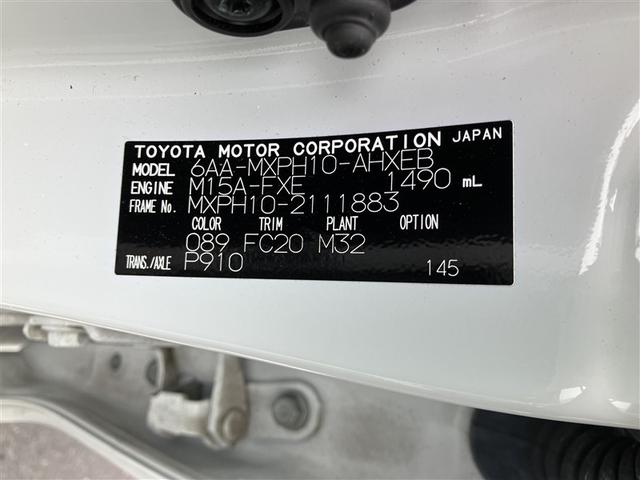 TOYOTA MOTOR CORPORATION JAPAN
MODEL 6AA-MXPH10-AHXEB
ENGINE M15A-FXE 1490 mL
FRAME No. MXPH10-2111883
COLOR TRIM PLANT OPTION
089 FC20 M32
TRANS./AXLE P910 145